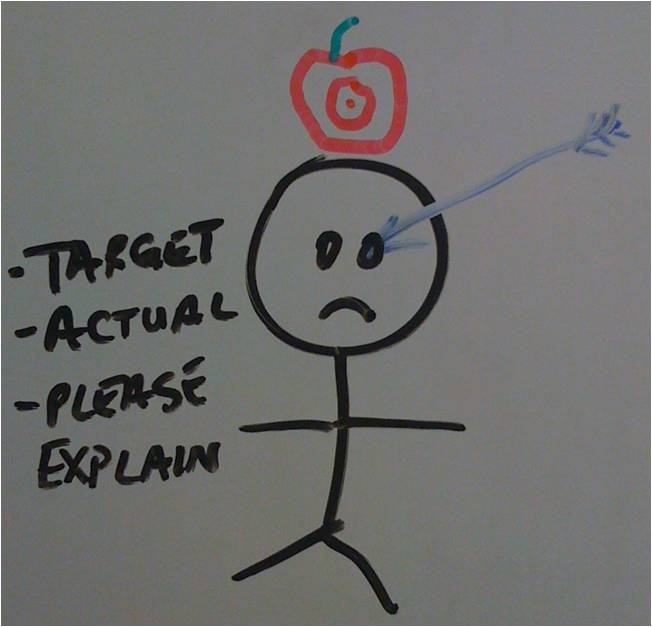 - TARGET
- ACTUAL
- PLEASE
EXPLAIN